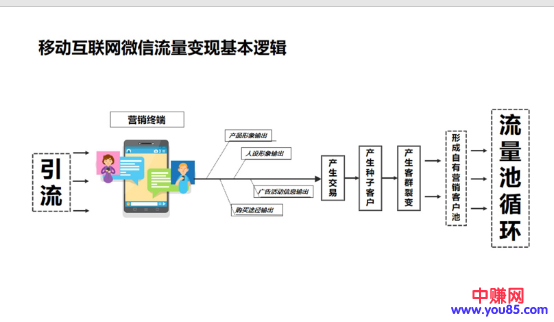 移动互联网微信流量变现基本逻辑
营销终端
引流
产品形象输出
人设形象输出
广告活动信息输出
购买途径输出
产生交易
产生种子客户
产生客群裂变
形成自有营销客户池
流量池循环
中赚网
www.you85.com